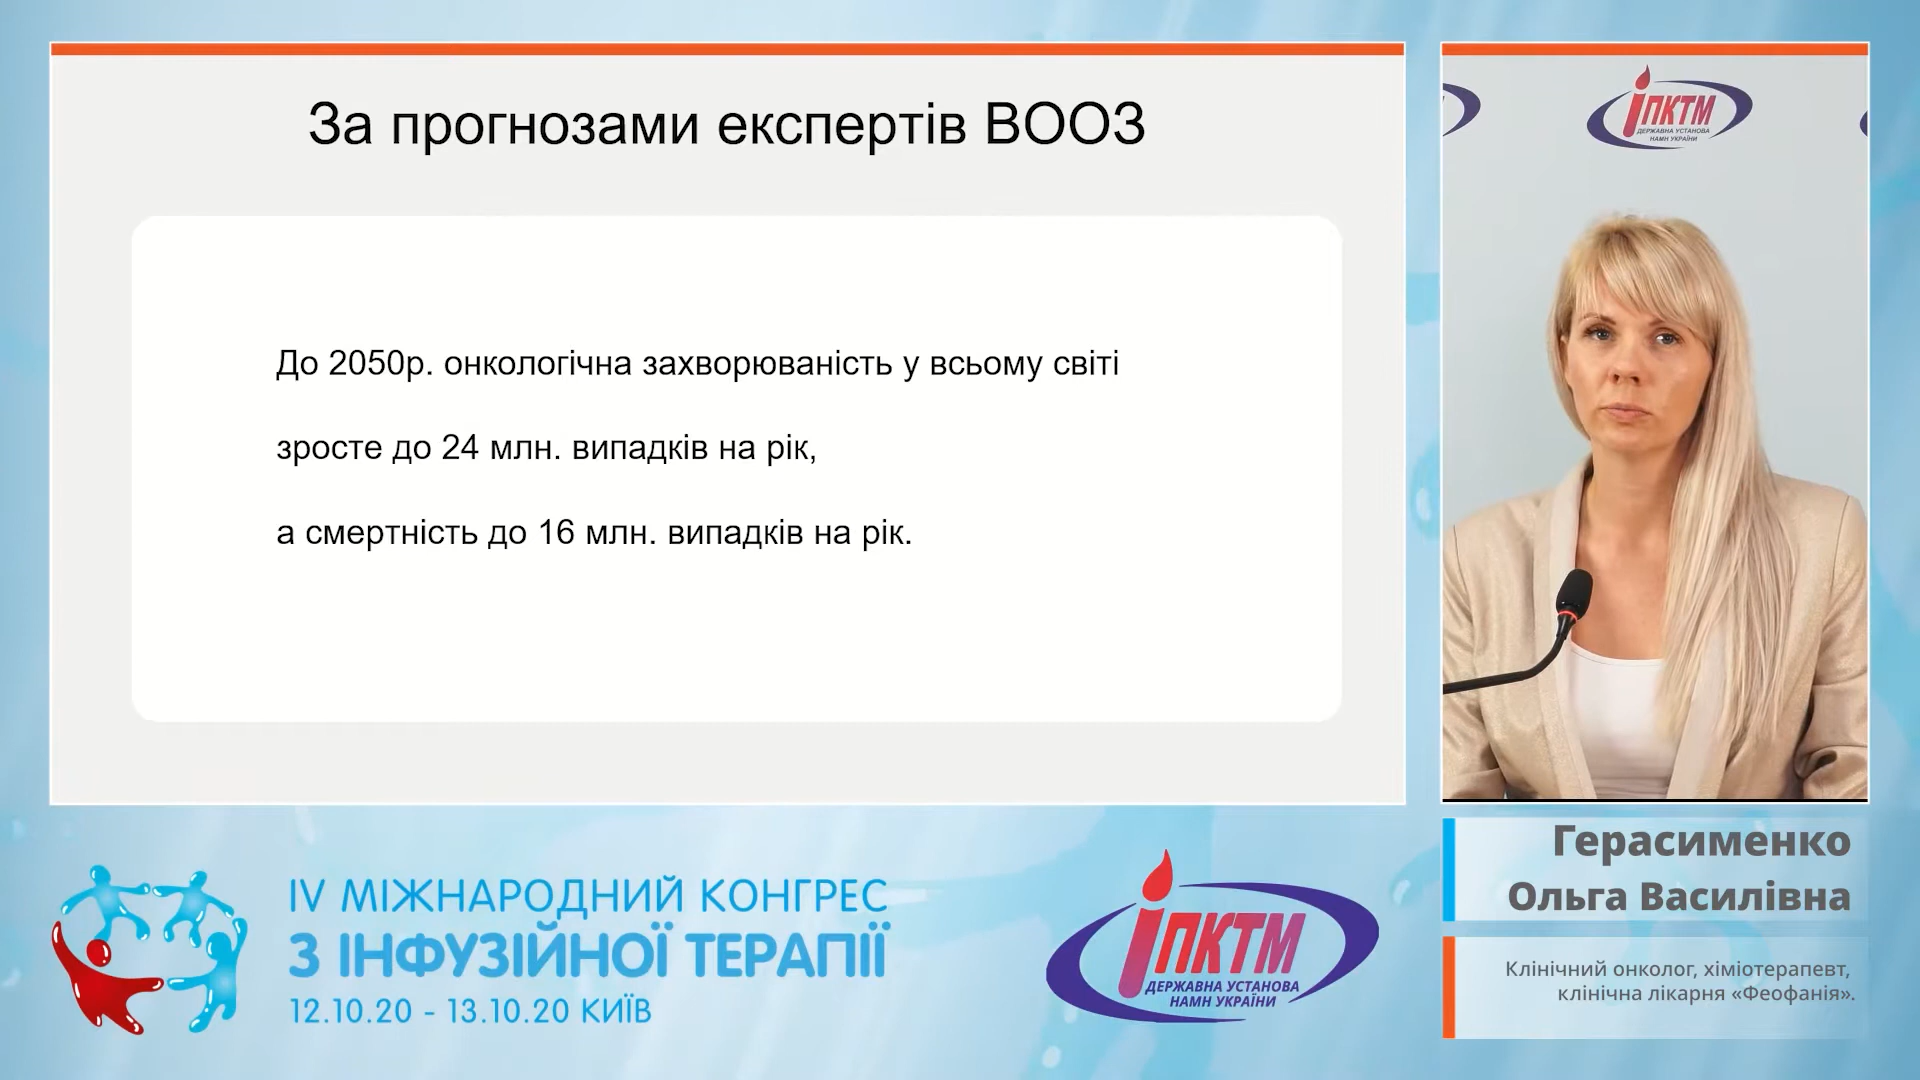 За прогнозами експертів ВООЗ
До 2050р. онкологічна захворюваність у всьому світі
зросте до 24 млн. випадків на рік,
а смертність до 16 млн. випадків на рік.
ІПКТМ
ДЕРЖАВНА УСТАНОВА
НАМН УКРАЇНИ
Герасименко
Ольга Василівна
Клінічний онколог, хіміотерапевт,
клінічна лікарня «Феофанія».
IV МІЖНАРОДНИЙ КОНГРЕС
З ІНФУЗІЙНОЇ ТЕРАПІЇ
12.10.20 - 13.10.20 КИЇВ
ІПКТМ
ДЕРЖАВНА УСТАНОВА
НАМН УКРАЇНИ